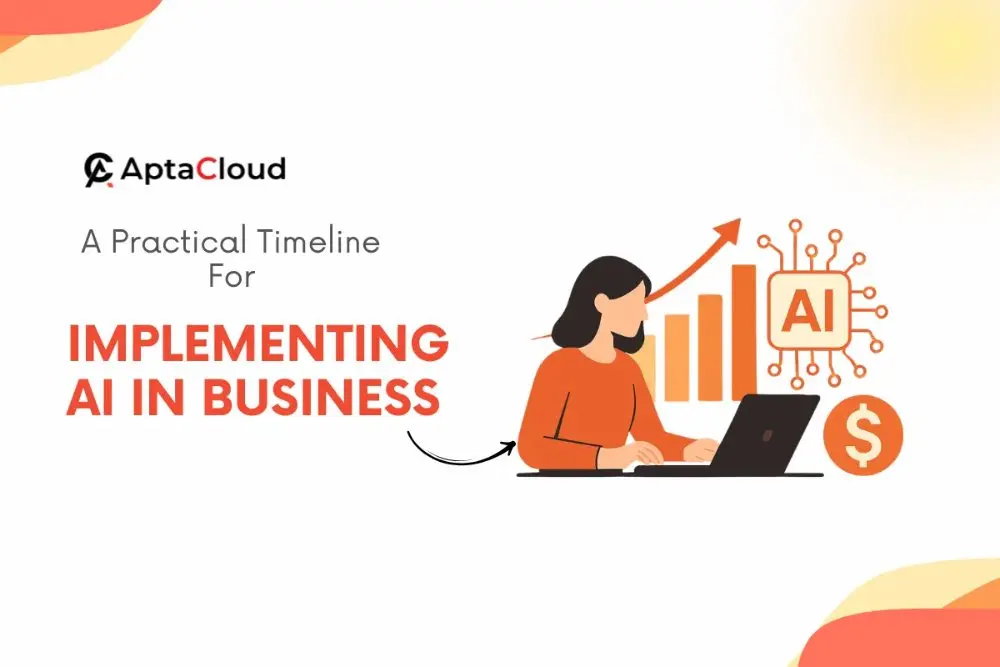 AptaCloud
A Practical Timeline
For
IMPLEMENTING
AI IN BUSINESS
AI
$